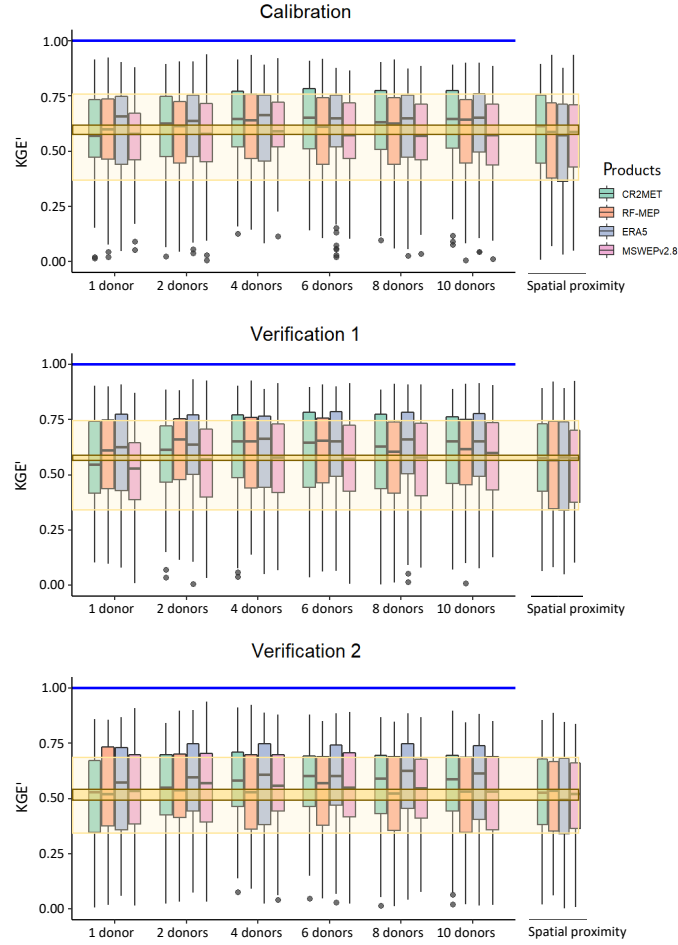 Calibration
1.00
0.75
0.50
0.25
0.00
KGE'
1 donor 2 donors 4 donors 6 donors 8 donors 10 donors Spatial proximity
Products
CR2MET
RF-MEP
ERA5
MSWEPv2.8
Verification 1
1.00
0.75
0.50
0.25
0.00
KGE'
1 donor 2 donors 4 donors 6 donors 8 donors 10 donors Spatial proximity
Verification 2
1.00
0.75
0.50
0.25
0.00
KGE'
1 donor 2 donors 4 donors 6 donors 8 donors 10 donors Spatial proximity